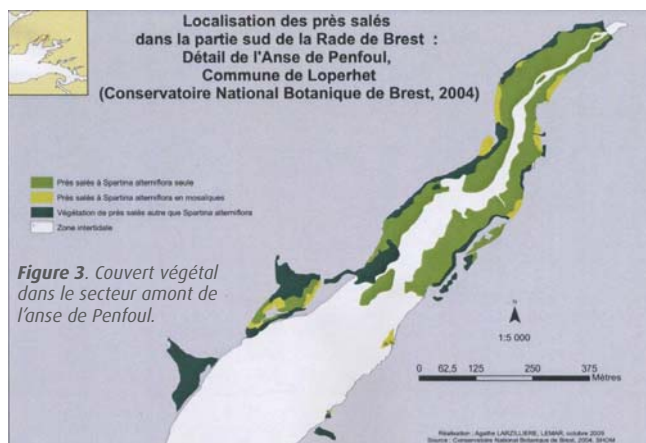 Localisation des près salés
dans la partie sud de la Rade de Brest :
Détail de l'Anse de Penfoul,
Commune de Loperhet
(Conservatoire National Botanique de Brest, 2004)
Près salés à Spartina alterniflora seule
Près salés à Spartina alterniflora en mosaïques
Végétation de près salés autre que Spartina alterniflora
Zone intertidale
Figure 3. Couvert végétal
dans le secteur amont de
l'anse de Penfoul.
N
1:5 000
0 62,5 125 250 375
Mètres
Réalisation : Agathe LARZILLIERE, LEMAR, octobre 2009
Source : Conservatoire National Botanique de Brest, 2004, SHOM